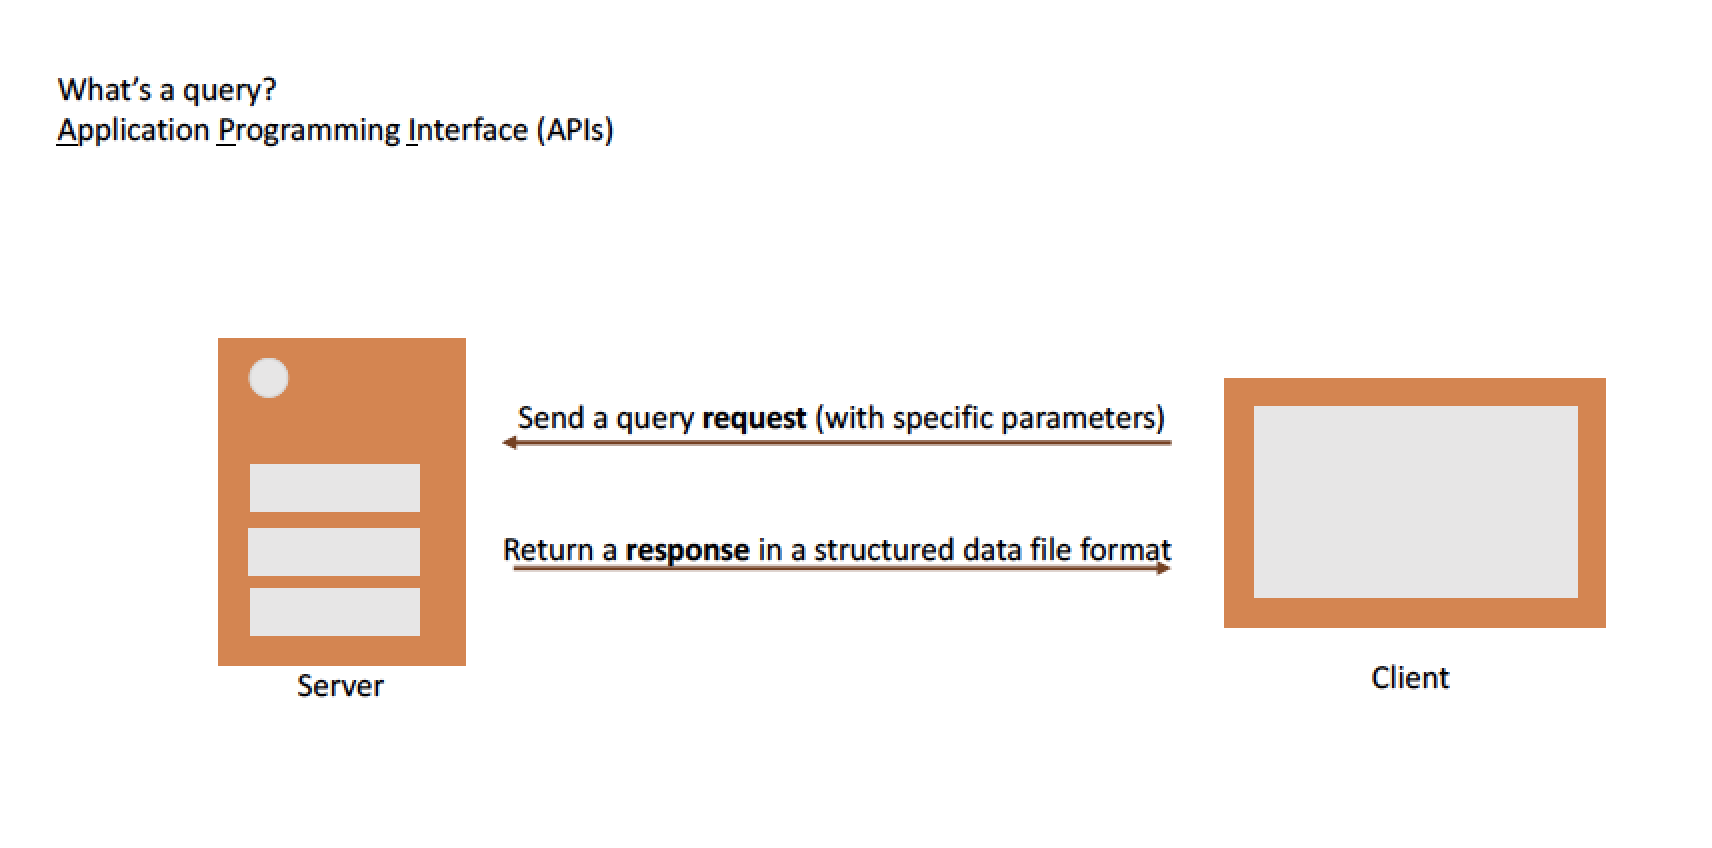 What’s a query?
Application Programming Interface (APIs)
Send a query request (with specific parameters)
Return a response in a structured data file format
Server
Client